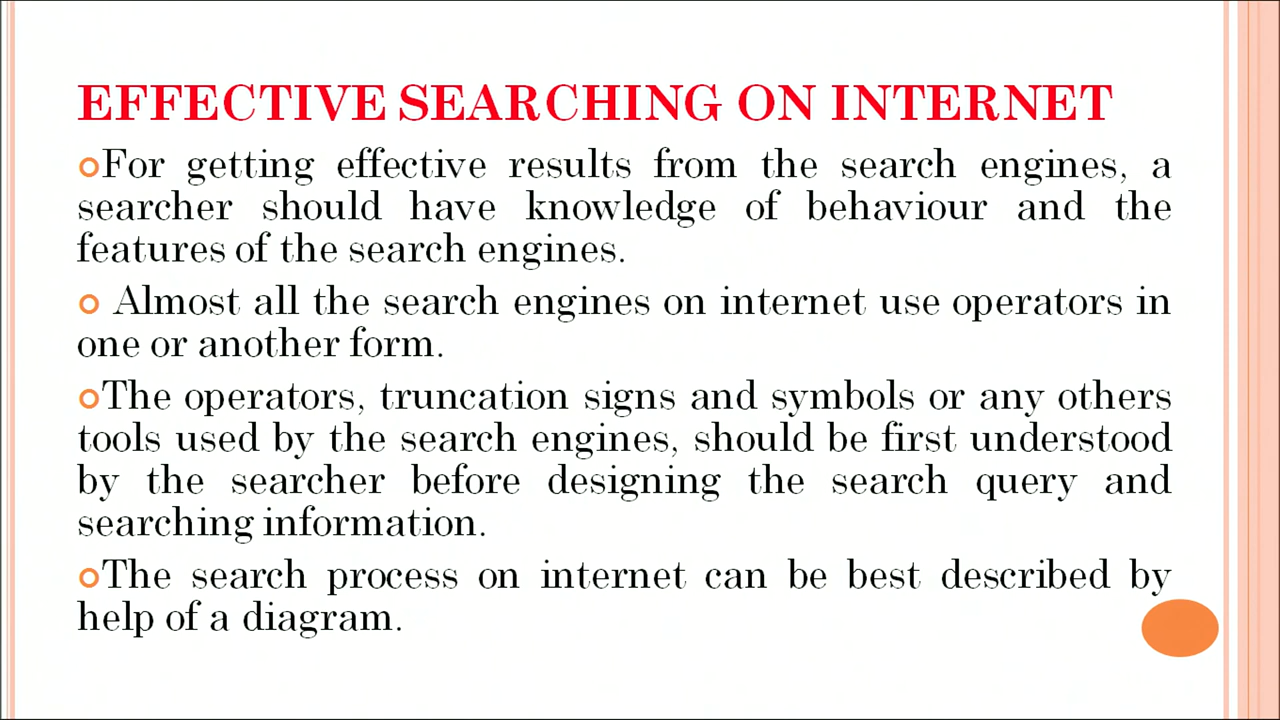 EFFECTIVE SEARCHING ON INTERNET
For getting effective results from the search engines, a
searcher should have knowledge of behaviour and the
features of the search engines.
Almost all the search engines on internet use operators in
one or another form.
The operators, truncation signs and symbols or any others
tools used by the search engines, should be first understood
by the searcher before designing the search query and
searching information.
The search process on internet can be best described by
help of a diagram.